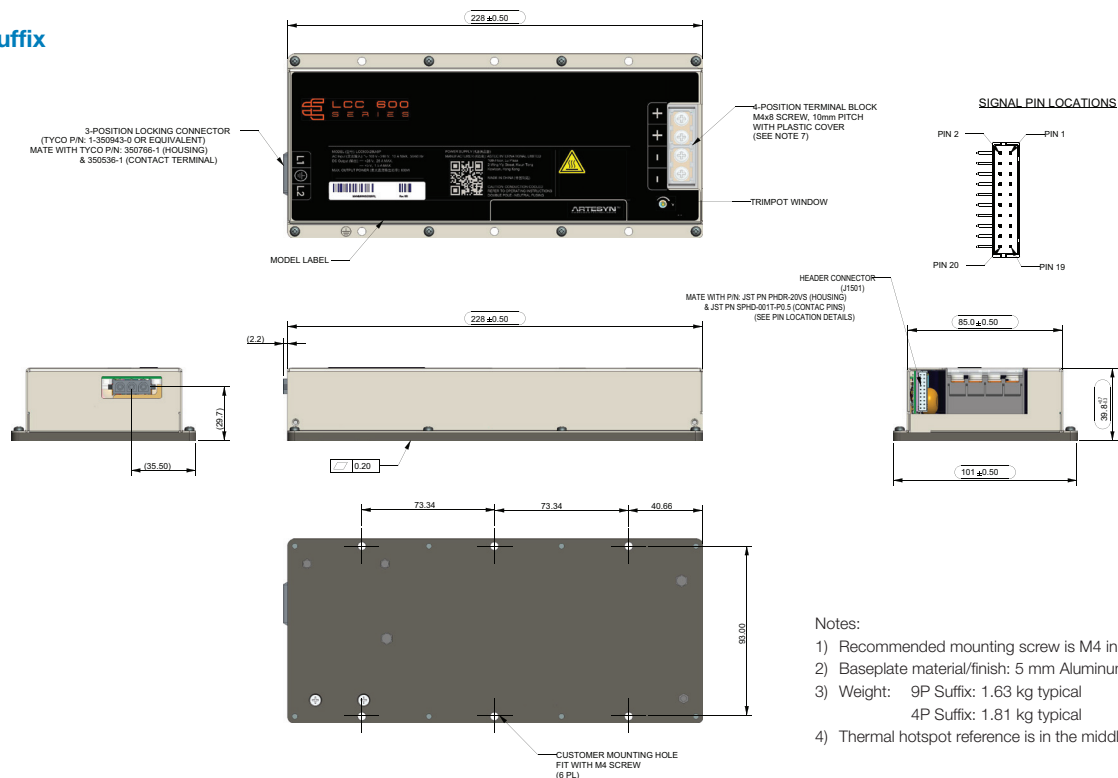 uffix
228 ±0.50
LCC 600
SERIES
L1
L2
+
+
-
-
ARTESYN™
3-POSITION LOCKING CONNECTOR
(TYCO P/N: 1-350943-0 OR EQUIVALENT)
MATE WITH TYCO P/N: 350766-1 (HOUSING)
& 350536-1 (CONTACT TERMINAL)
4-POSITION TERMINAL BLOCK
M4x8 SCREW, 10mm PITCH
WITH PLASTIC COVER
(SEE NOTE 7)
TRIMPOT WINDOW
MODEL LABEL
SIGNAL PIN LOCATIONS
PIN 2
PIN 1
PIN 20
PIN 19
HEADER CONNECTOR
(J1501)
MATE WITH P/N: JST PN PHDR-20VS (HOUSING)
& JST PN SPHD-001T-P0.5 (CONTAC PINS)
(SEE PIN LOCATION DETAILS)
228 ±0.50
(2.2)
85.0 ±0.50
(29.7)
(35.50)
0.20
39.8
101 ±0.50
73.34
73.34
40.66
93.00
CUSTOMER MOUNTING HOLE
FIT WITH M4 SCREW
(6 PL)
Notes:
1) Recommended mounting screw is M4 in
2) Baseplate material/finish: 5 mm Aluminum
3) Weight: 9P Suffix: 1.63 kg typical
4P Suffix: 1.81 kg typical
4) Thermal hotspot reference is in the middl